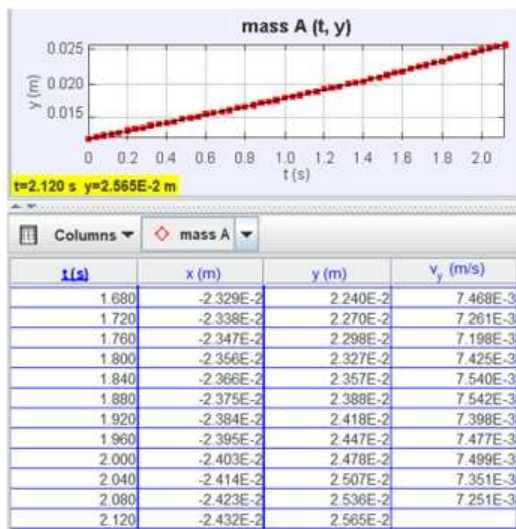 mass A (t, y)
0.025
0.020
0.015
y (m)
0 0.2 0.4 0.6 0.8 1.0 1.2 1.4 1.6 1.8 2.0
t (s)
t=2.120 s y=2.565E-2 m
Columns mass A
t(s) x (m) y (m) vy (m/s)
1.680 -2.329E-2 2.240E-2 7.468E-3
1.720 -2.338E-2 2.270E-2 7.261E-3
1.760 -2.347E-2 2.298E-2 7.198E-3
1.800 -2.356E-2 2.327E-2 7.425E-3
1.840 -2.366E-2 2.357E-2 7.540E-3
1.880 -2.375E-2 2.388E-2 7.542E-3
1.920 -2.384E-2 2.418E-2 7.398E-3
1.960 -2.395E-2 2.447E-2 7.477E-3
2.000 -2.403E-2 2.478E-2 7.499E-3
2.040 -2.414E-2 2.507E-2 7.351E-3
2.080 -2.423E-2 2.536E-2 7.251E-3
2.120 -2.432E-2 2.565E-2